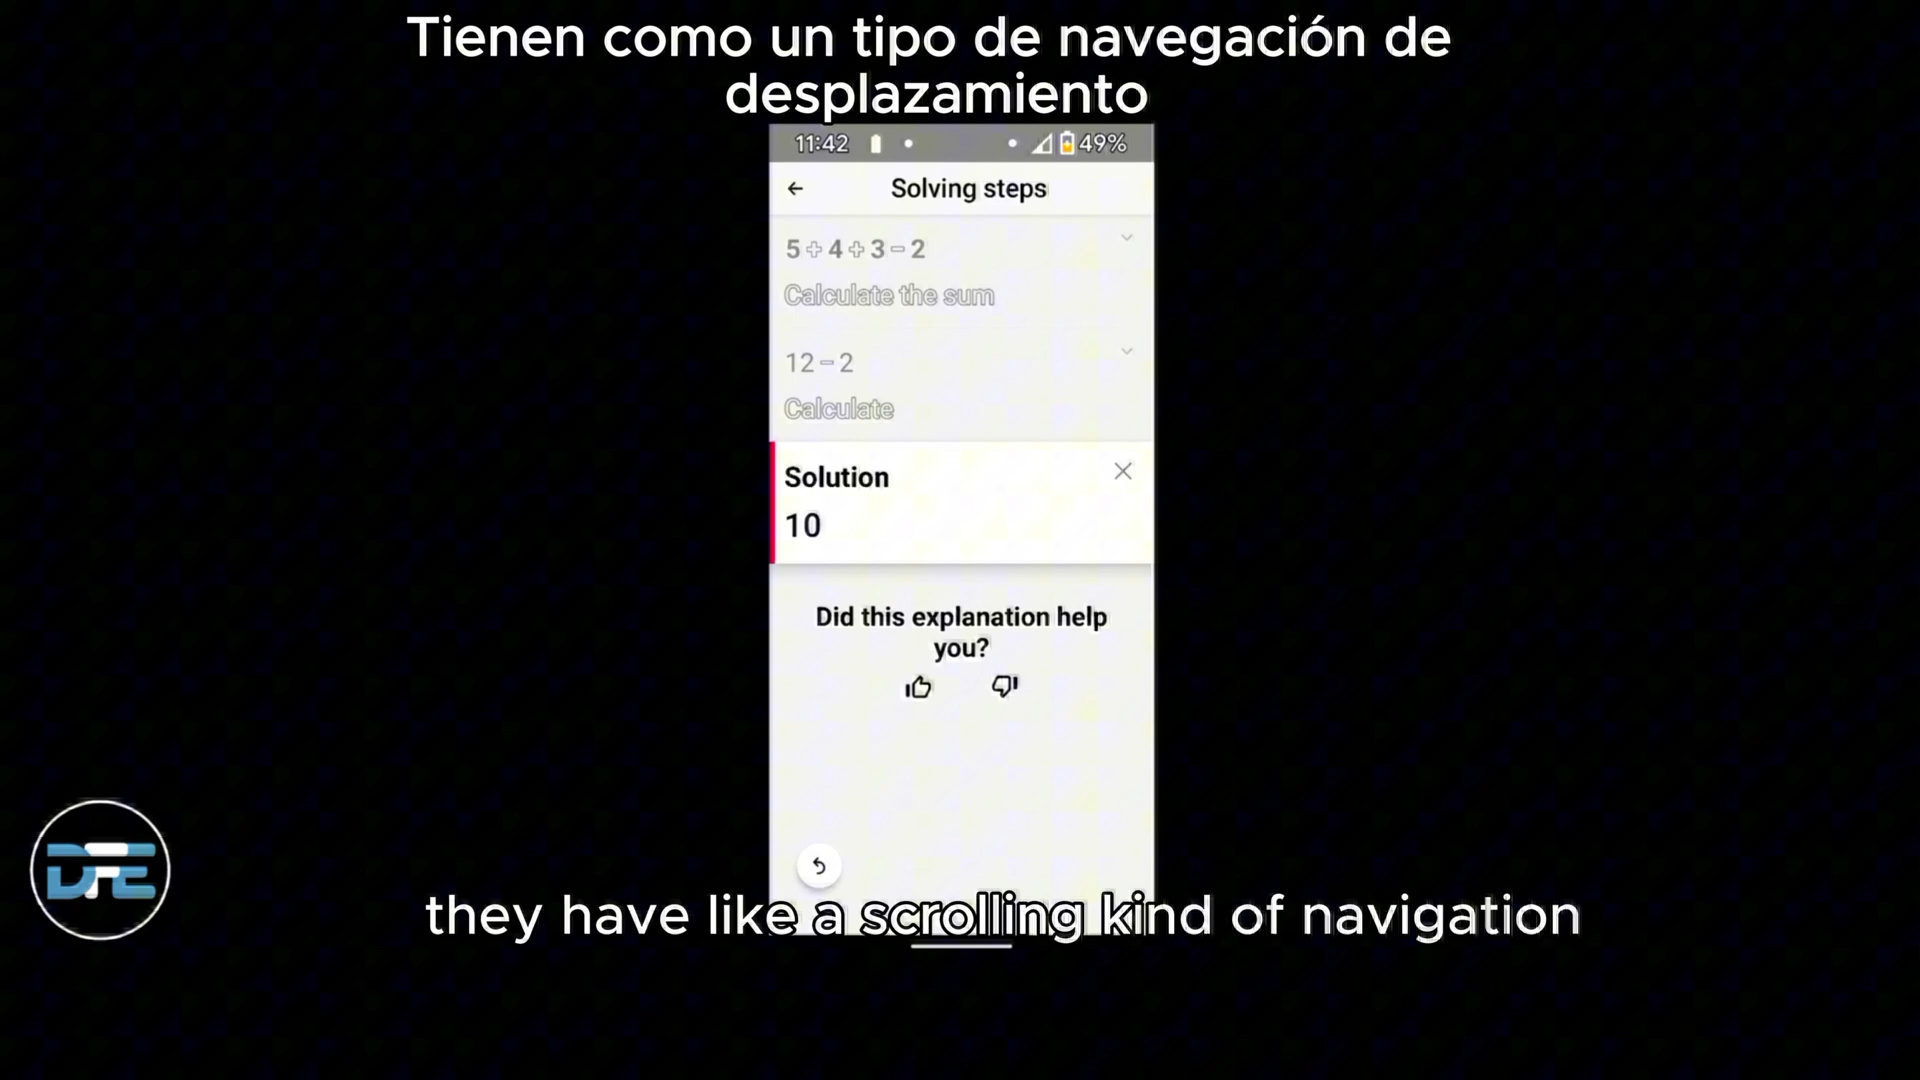 Tienen como un tipo de navegación de
desplazamiento
11:42 49%
Solving steps
5 + 4 + 3 - 2
Calculate the sum
12 - 2
Calculate
Solution
10
Did this explanation help
you?
DFE
they have like a scrolling kind of navigation